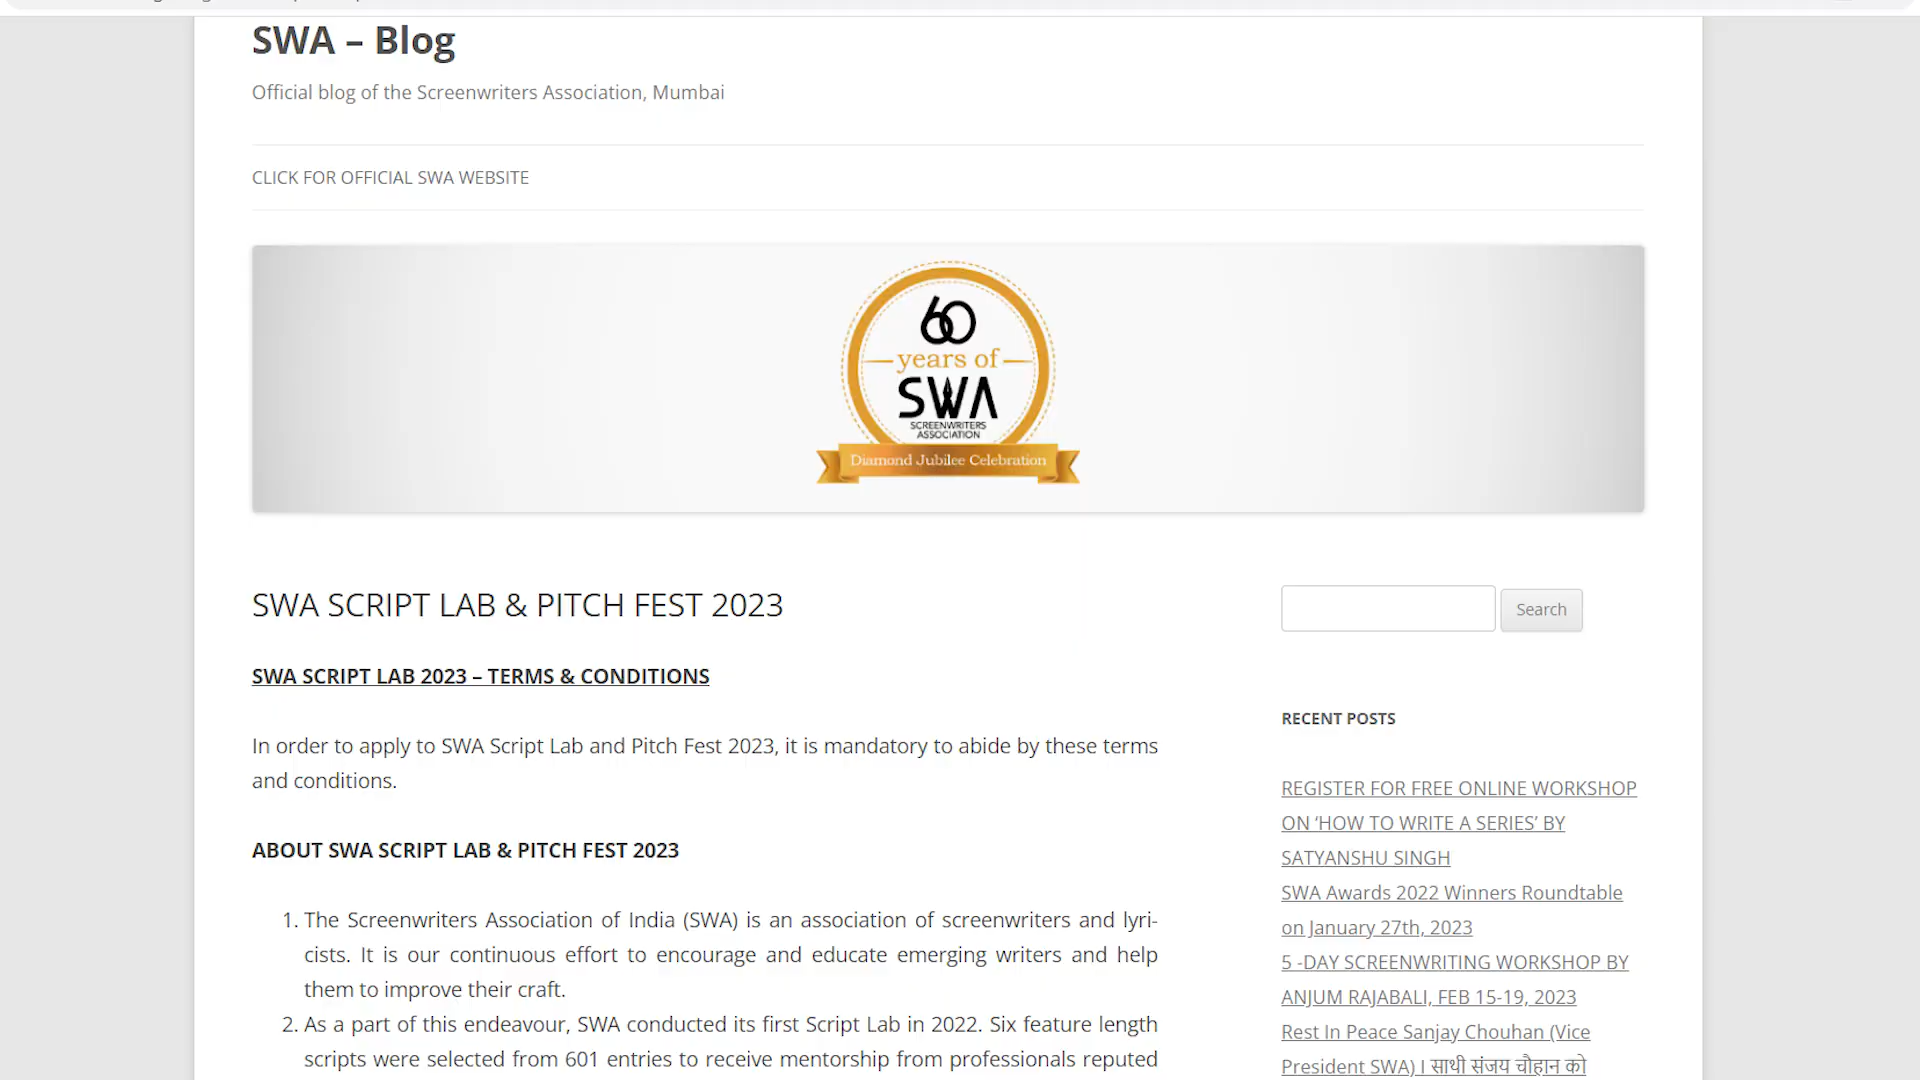 SWA – Blog
Official blog of the Screenwriters Association, Mumbai
CLICK FOR OFFICIAL SWA WEBSITE
60
years of
SWA
SCREENWRITERS
ASSOCIATION
Diamond Jubilee Celebration
SWA SCRIPT LAB & PITCH FEST 2023
SWA SCRIPT LAB 2023 – TERMS & CONDITIONS
In order to apply to SWA Script Lab and Pitch Fest 2023, it is mandatory to abide by these terms
and conditions.
ABOUT SWA SCRIPT LAB & PITCH FEST 2023
1. The Screenwriters Association of India (SWA) is an association of screenwriters and lyri-
cists. It is our continuous effort to encourage and educate emerging writers and help
them to improve their craft.
2. As a part of this endeavour, SWA conducted its first Script Lab in 2022. Six feature length
scripts were selected from 601 entries to receive mentorship from professionals reputed
Search
RECENT POSTS
REGISTER FOR FREE ONLINE WORKSHOP
ON ‘HOW TO WRITE A SERIES’ BY
SATYANSHU SINGH
SWA Awards 2022 Winners Roundtable
on January 27th, 2023
5 -DAY SCREENWRITING WORKSHOP BY
ANJUM RAJABALI, FEB 15-19, 2023
Rest In Peace Sanjay Chouhan (Vice
President SWA) I साथी संजय चौहान को